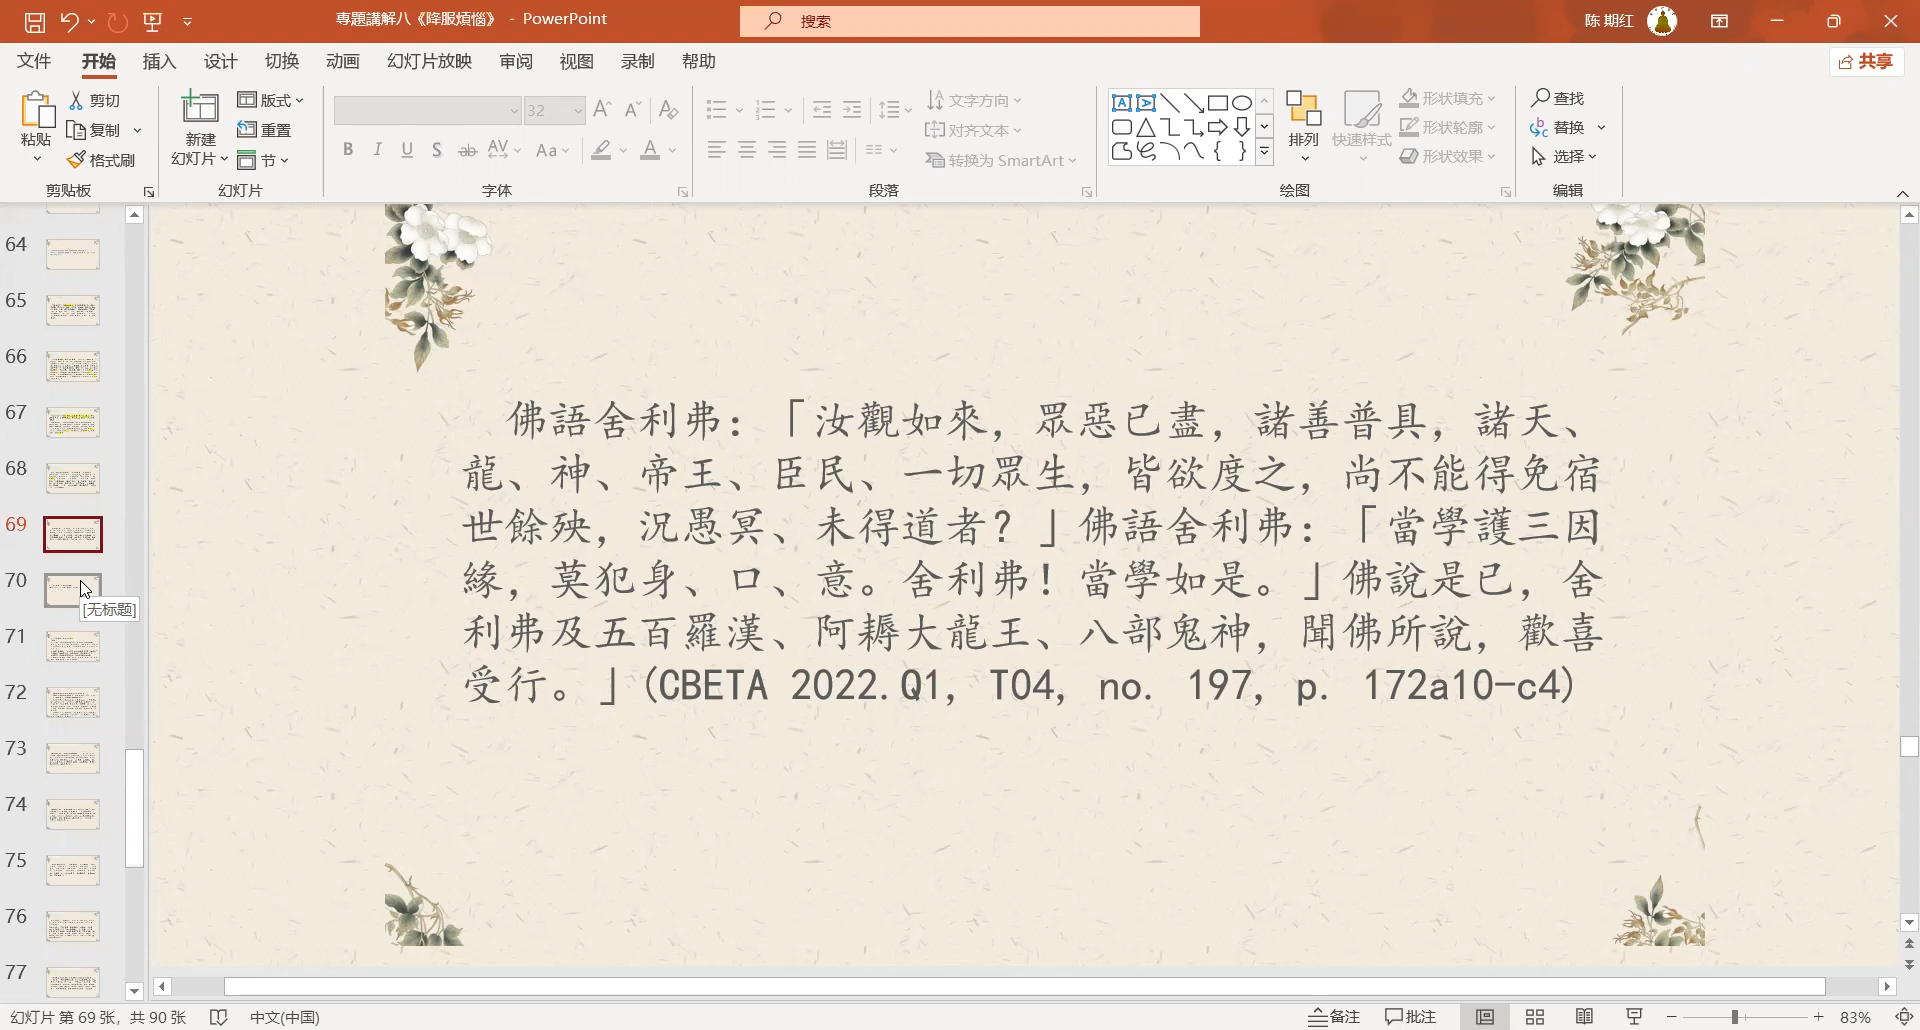 專題講解八《降服煩惱》 - PowerPoint
搜索
陈 期红
文件 开始 插入 设计 切换 动画 幻灯片放映 审阅 视图 录制 帮助
共享
粘贴
剪切
复制
格式刷
剪贴板
新建
幻灯片
版式
重置
节
幻灯片
32
B I U S ab AV Aa A
字体
文字方向
对齐文本
转换为 SmartArt
段落
排列
快速样式
形状填充
形状轮廓
形状效果
绘图
查找
替换
选择
编辑
64
65
66
67
68
69
70
[无标题]
71
72
73
74
75
76
77
佛語舍利弗：「汝觀如來，眾惡已盡，諸善普具，諸天、
龍、神、帝王、臣民、一切眾生，皆欲度之，尚不能得免宿
世餘殃，況愚冥、未得道者？」佛語舍利弗：「當學護三因
緣，莫犯身、口、意。舍利弗！當學如是。」佛說是已，舍
利弗及五百羅漢、阿耨大龍王、八部鬼神，聞佛所說，歡喜
受行。」(CBETA 2022.Q1, T04, no. 197, p. 172a10-c4)
幻灯片 第 69 张，共 90 张
中文(中国)
备注
批注
83%